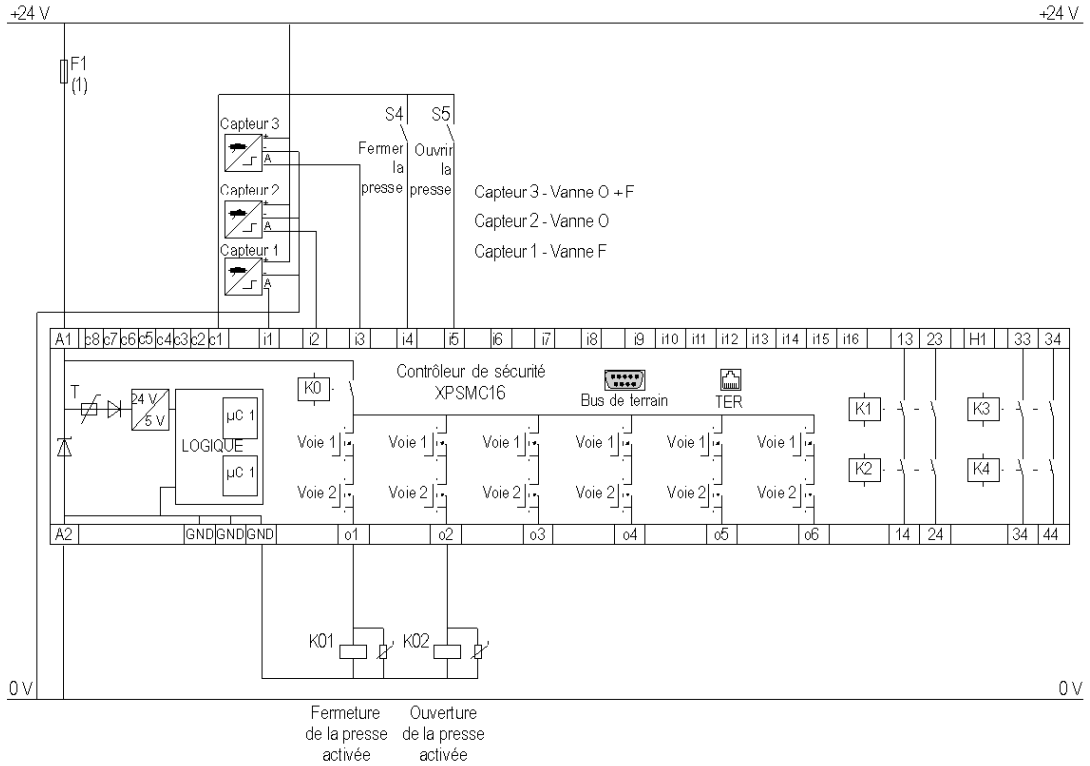 +24 V +24 V
F1
(1)
Capteur 3
+
-
A
Capteur 2
+
-
A
Capteur 1
+
-
A
S4 S5
Fermer Ouvrir
la la
presse presse
Capteur 3 - Vanne O + F
Capteur 2 - Vanne O
Capteur 1 - Vanne F
A1 c8 c7 c6 c5 c4 c3 c2 c1 i1 i2 i3 i4 i5 i6 i7 i8 i9 i10 i11 i12 i13 i14 i15 i16 13 23 H1 33 34
T
24 V
5 V
LOGIQUE
µC 1
µC 1
K0
Contrôleur de sécurité
XPSMC16
Bus de terrain
TER
Voie 1 Voie 1 Voie 1 Voie 1 Voie 1 Voie 1
Voie 2 Voie 2 Voie 2 Voie 2 Voie 2 Voie 2
K1 K3
K2 K4
A2 GND GND GND o1 o2 o3 o4 o5 o6 14 24 34 44
K01 K02
0 V 0 V
Fermeture Ouverture
de la presse de la presse
activée activée